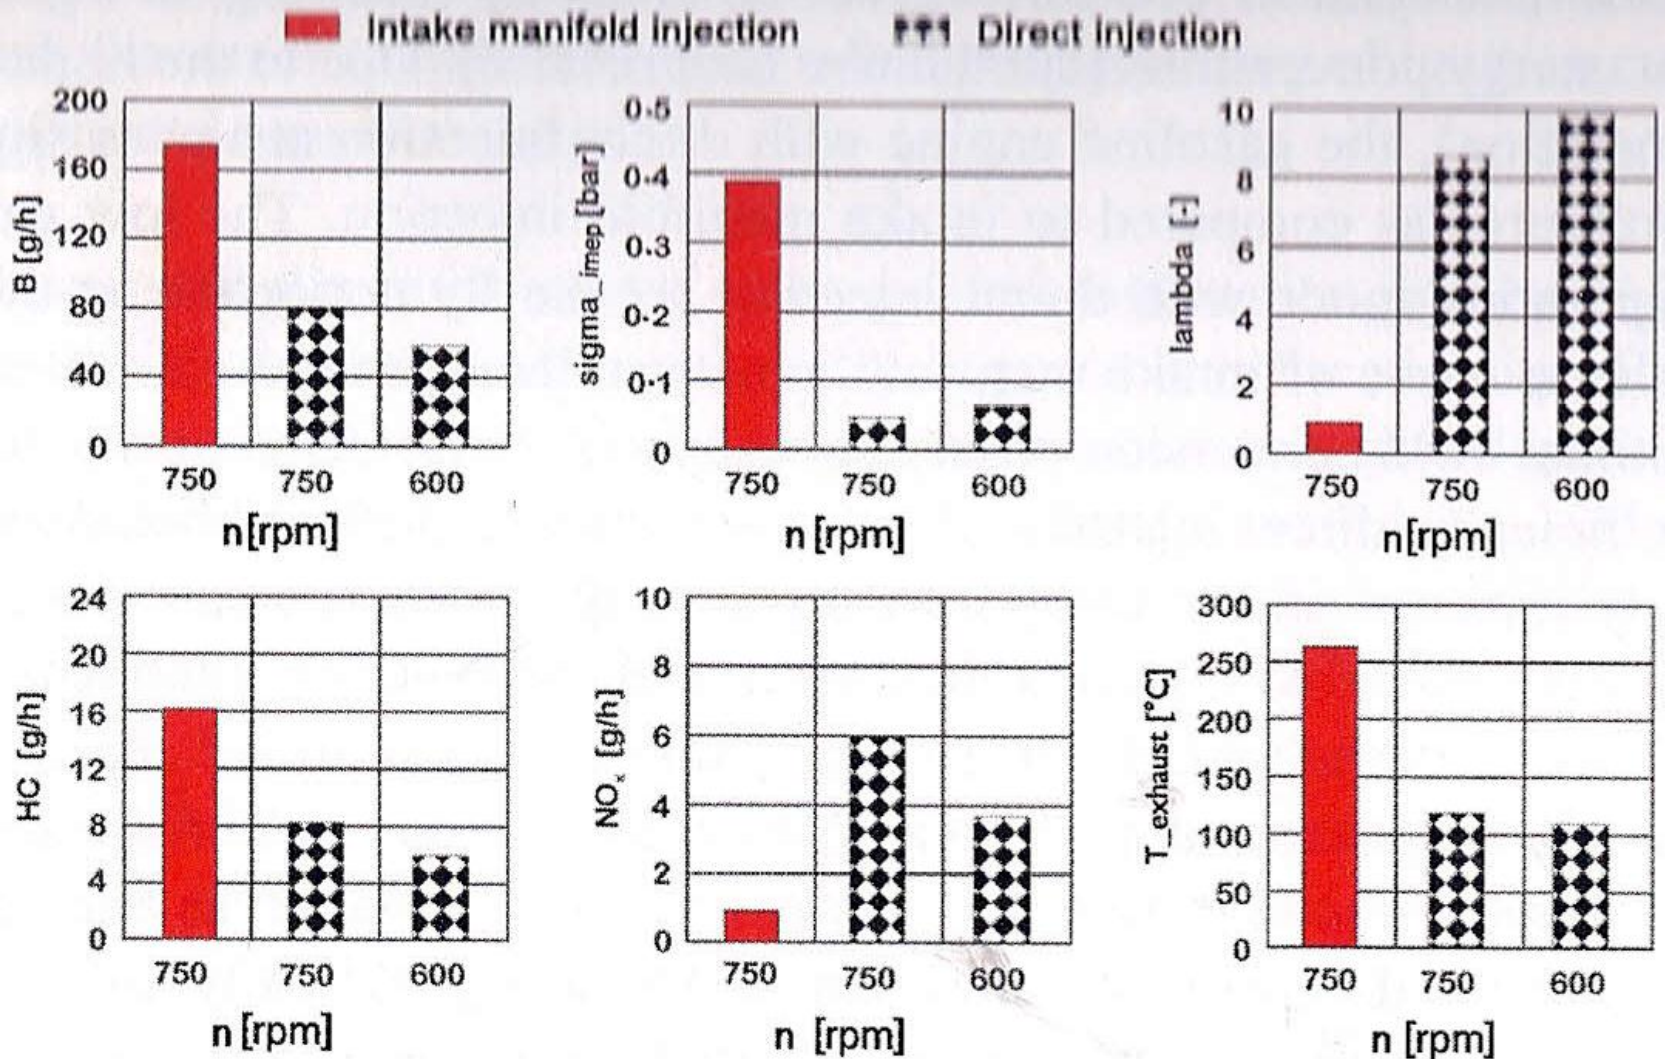 Intake manifold injection Direct injection
200
160
120
80
40
0
B [g/h]
750 750 600
n[rpm]
0.5
0.4
0.3
0.2
0.1
0
sigma_imep [bar]
750 750 600
n [rpm]
10
8
6
4
2
0
lambda [-]
750 750 600
n[rpm]
24
20
16
12
8
4
0
HC [g/h]
750 750 600
n [rpm]
10
8
6
4
2
0
NOx [g/h]
750 750 600
n [rpm]
300
250
200
150
100
50
0
T_exhaust [°C]
750 750 600
n [rpm]